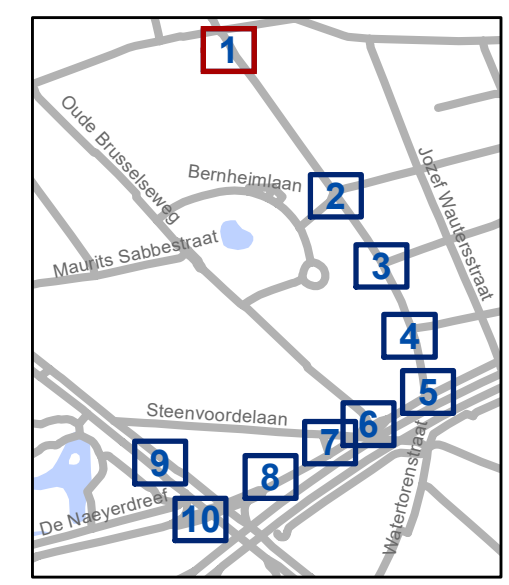 1
Oude Brusselseweg
Bernheimlaan
2
Jozef Wautersstraat
Maurits Sabbestraat
3
4
5
Steenvoordelaan
6
7
9
8
De Naeyerdreef
10
Watertorenstraat